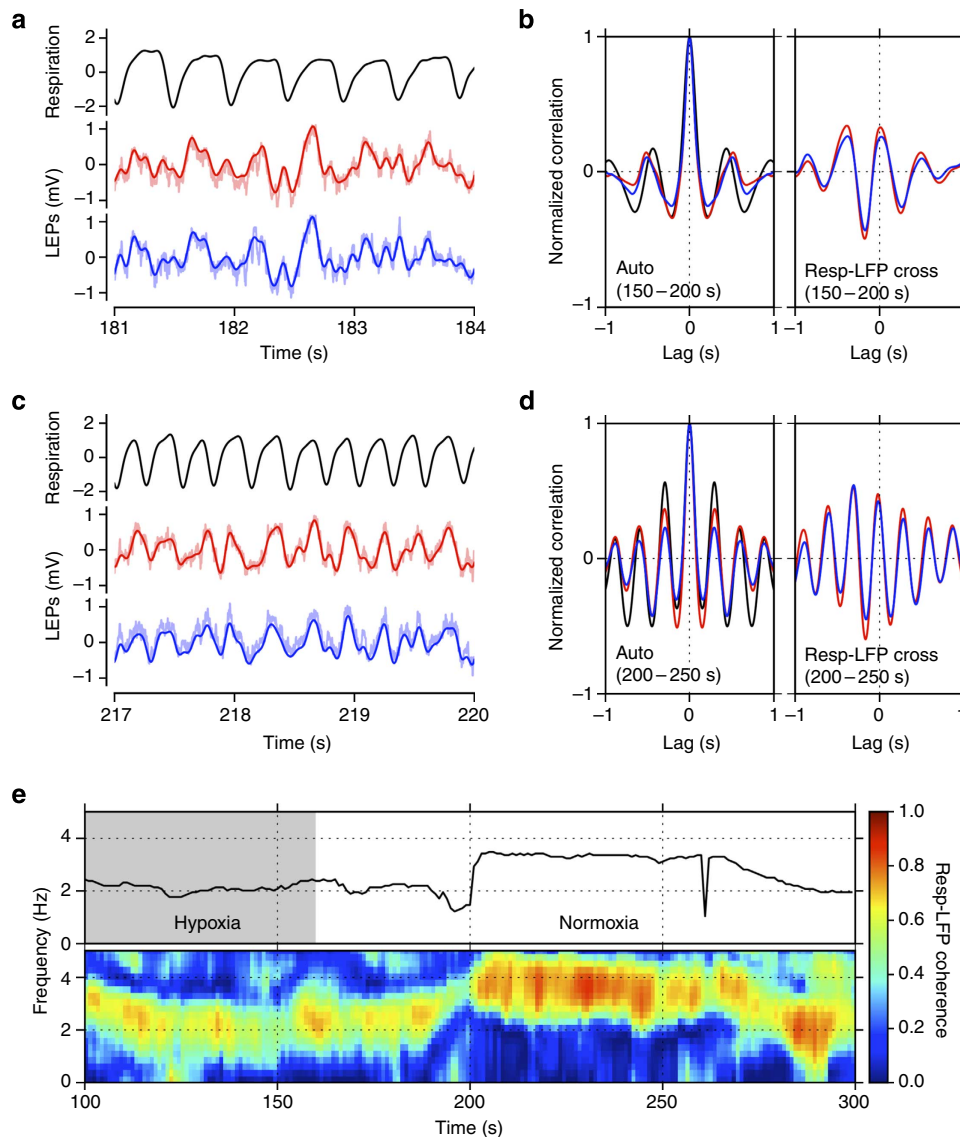 a
Respiration
2
0
−2
LEPs (mV)
1
0
−1
1
0
−1
181 182 183 184
Time (s)
b
Normalized correlation
1
0
−1
Auto
(150−200 s)
Resp-LFP cross
(150−200 s)
−1 0 1 −1 0 1
Lag (s) Lag (s)
c
Respiration
2
0
−2
LEPs (mV)
1
0
−1
1
0
−1
217 218 219 220
Time (s)
d
Normalized correlation
1
0
−1
Auto
(200−250 s)
Resp-LFP cross
(200−250 s)
−1 0 1 −1 0 1
Lag (s) Lag (s)
e
Frequency (Hz)
4
2
0
Hypoxia Normoxia
4
2
0
100 150 200 250 300
Time (s)
1.0
0.8
0.6
0.4
0.2
0.0
Resp-LFP coherence